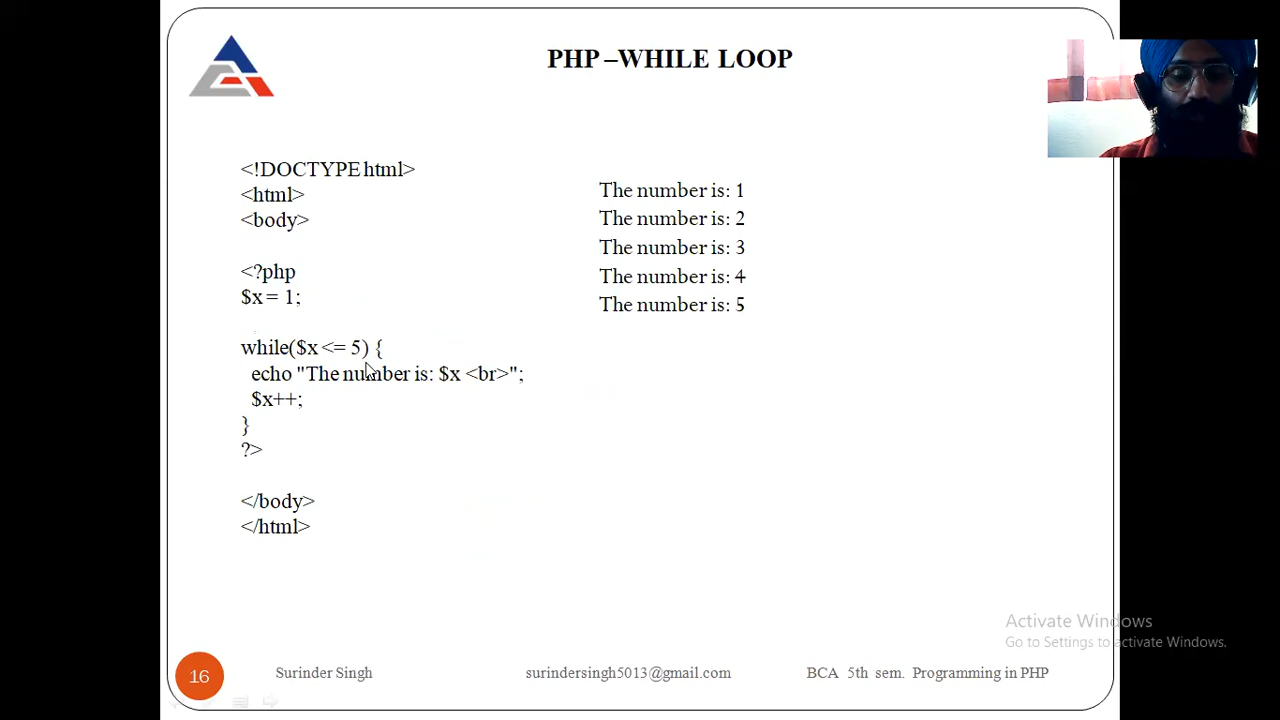 PHP –WHILE LOOP
<!DOCTYPE html>
<html>
<body>
<?php
$x = 1;
while($x <= 5) {
echo "The number is: $x <br>";
$x++;
}
?>
</body>
</html>
The number is: 1
The number is: 2
The number is: 3
The number is: 4
The number is: 5
Activate Windows
Go to Settings to activate Windows.
16
Surinder Singh
surindersingh5013@gmail.com
BCA 5th sem. Programming in PHP